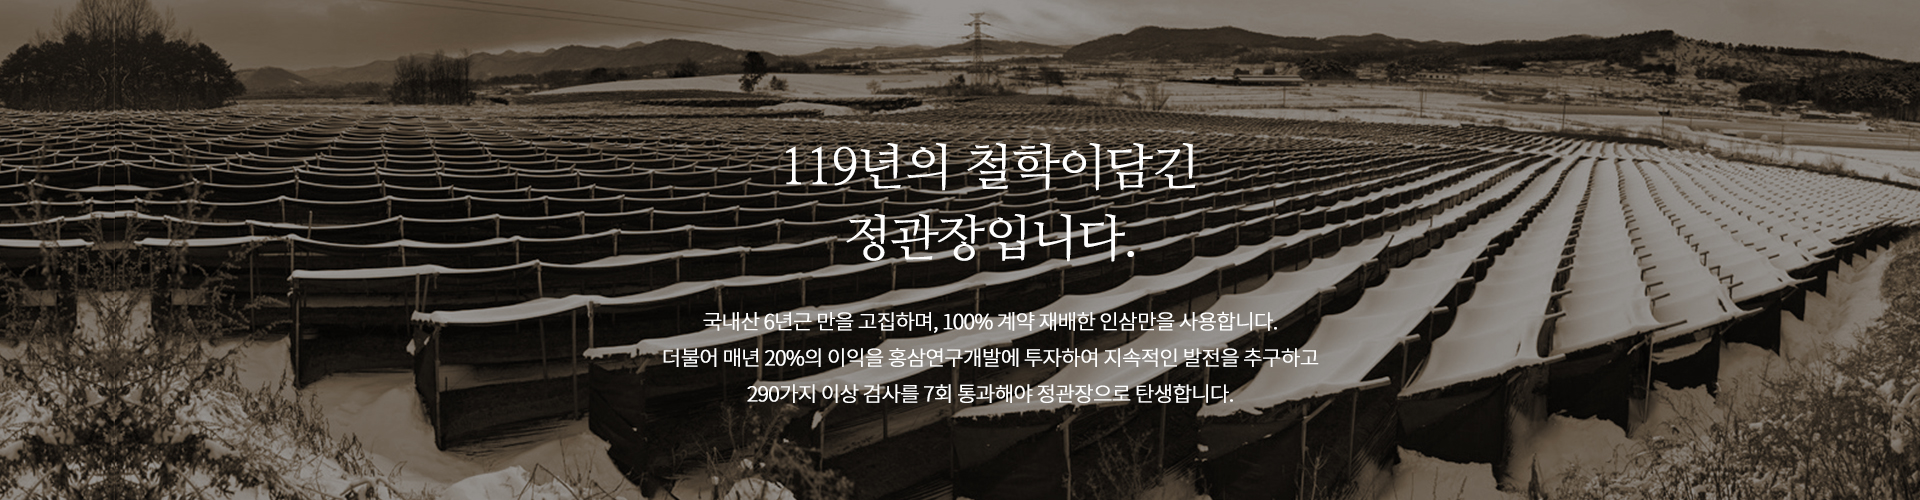 119년의 철학이담긴
정관장입니다.
국내산 6년근 만을 고집하며, 100% 계약 재배한 인삼만을 사용합니다.
더불어 매년 20%의 이익을 홍삼연구개발에 투자하여 지속적인 발전을 추구하고
290가지 이상 검사를 7회 통과해야 정관장으로 탄생합니다.